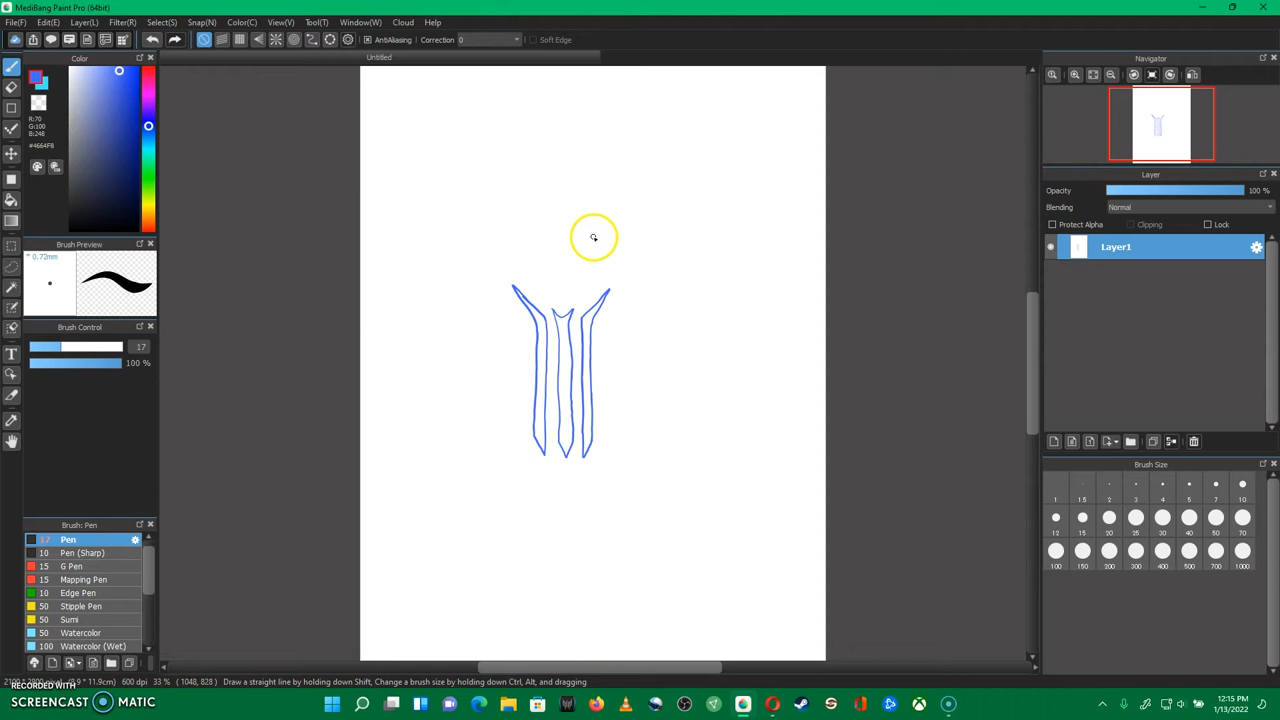 MediBang Paint Pro (64bit)
File(F) Edit(E) Layer(L) Filter(R) Select(S) Snap(N) Color(C) View(V) Tool(T) Window(W) Cloud Help
AntiAliasing Correction 0 Soft Edge
Color
R:70
G:100
B:248
#4664F8
Brush Preview
* 0.72mm
Brush Control
17
100 %
Brush: Pen
17 Pen
10 Pen (Sharp)
15 G Pen
15 Mapping Pen
10 Edge Pen
50 Stipple Pen
50 Sumi
50 Watercolor
100 Watercolor (Wet)
Untitled
Navigator
Layer
Opacity 100 %
Blending Normal
Protect Alpha Clipping Lock
Layer1
Brush Size
1 1.5 2 3 4 5 7 10
12 15 20 25 30 40 50 70
100 150 200 300 400 500 700 1000
600 dpi 33 % ( 1048, 828 ) Draw a straight line by holding down Shift, Change a brush size by holding down Ctrl, Alt, and dragging
RECORDED WITH
SCREENCAST MATIC
12:15 PM
1/13/2022